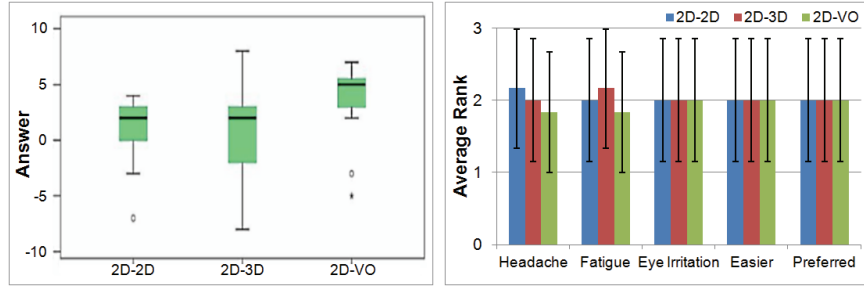 10
5
0
-5
-10
Answer
2D-2D 2D-3D 2D-VO
2D-2D 2D-3D 2D-VO
3
2
1
0
Average Rank
Headache Fatigue Eye Irritation Easier Preferred